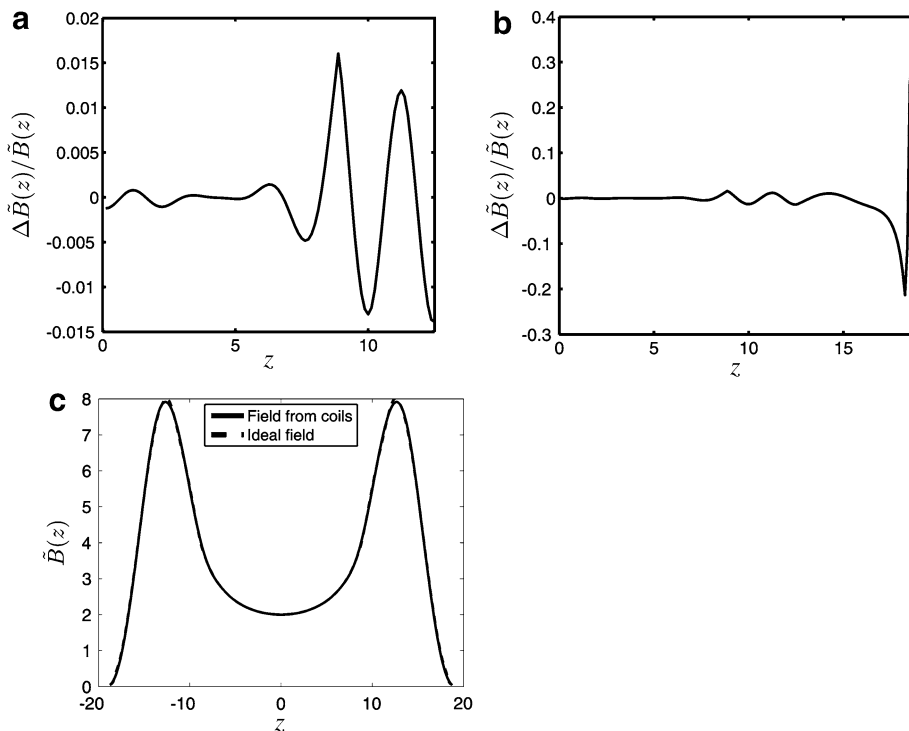 a
0.02
0.015
0.01
0.005
0
-0.005
-0.01
-0.015
0 5 10
z
ΔB̃(z)/B̃(z)
b
0.4
0.3
0.2
0.1
0
-0.1
-0.2
-0.3
0 5 10 15
z
ΔB̃(z)/B̃(z)
c
8
7
6
5
4
3
2
1
0
-20 -10 0 10 20
z
B̃(z)
Field from coils
Ideal field